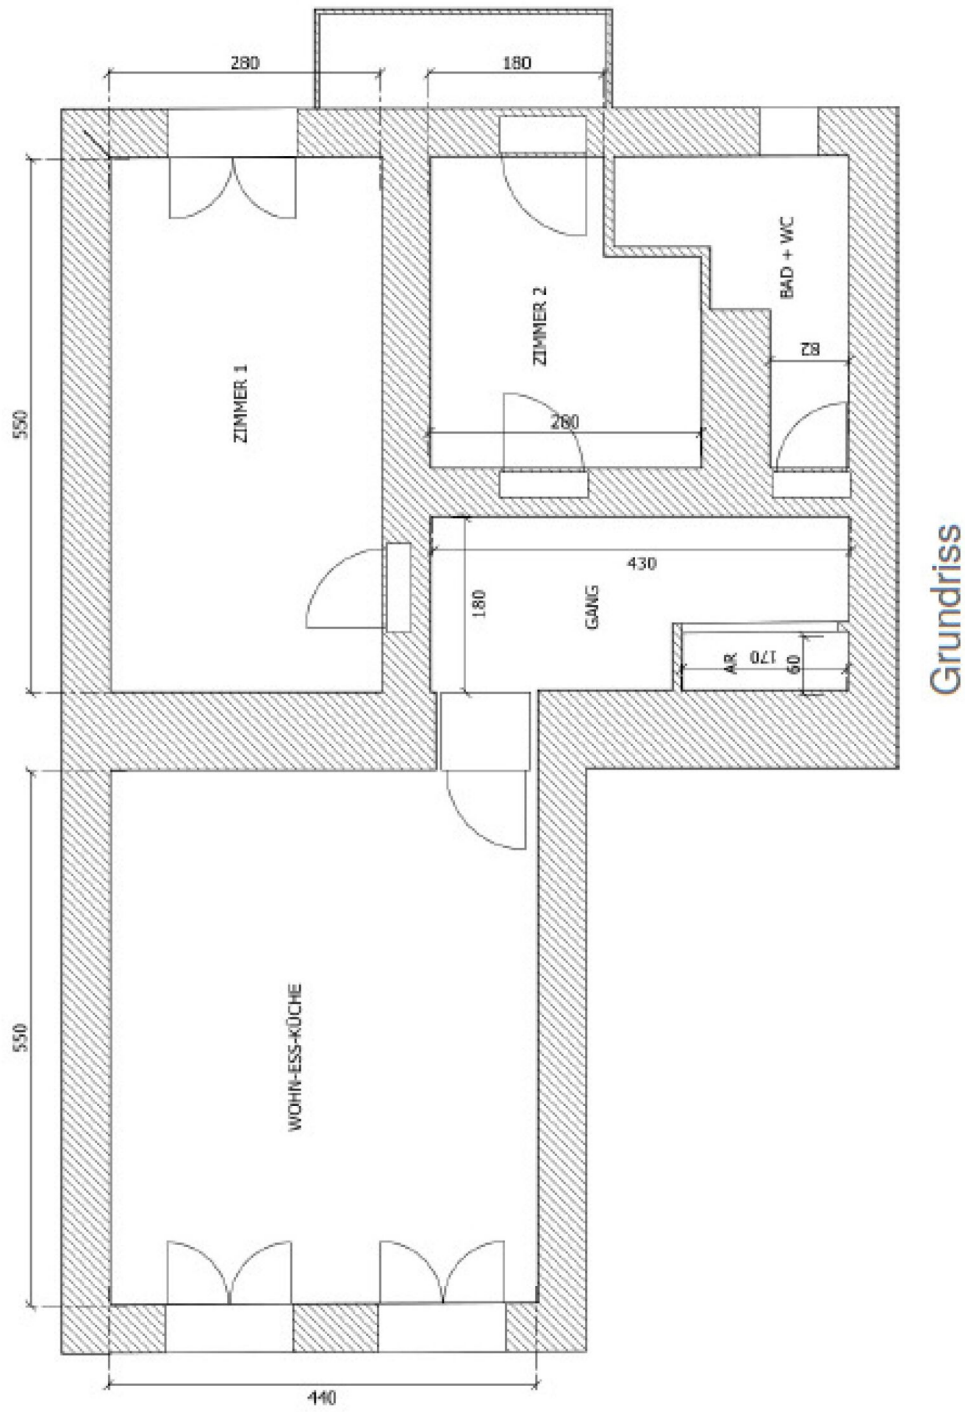 280
180
550
ZIMMER 1
ZIMMER 2
BAD + WC
82
280
430
180
GANG
AR
170
60
Grundriss
550
WOHN-ESS-KÜCHE
440